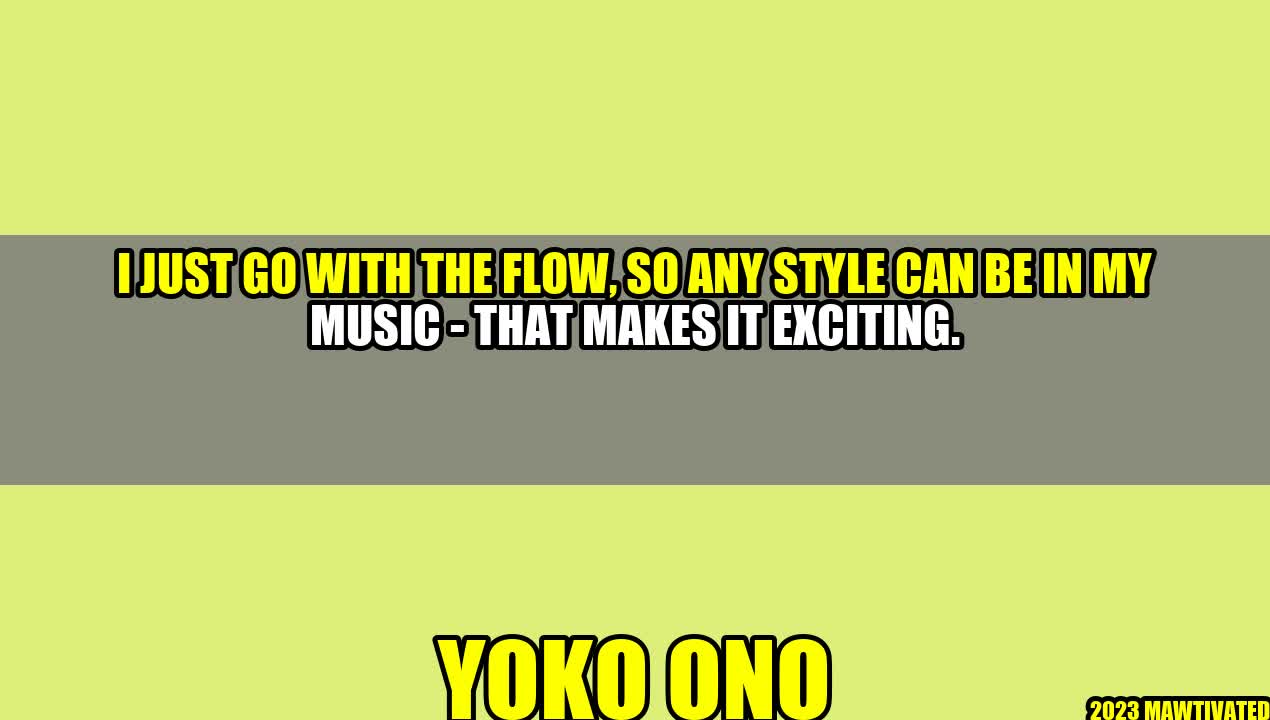 I JUST GO WITH THE FLOW, SO ANY STYLE CAN BE IN MY
MUSIC - THAT MAKES IT EXCITING.
YOKO ONO
2023 MAWTIVATED